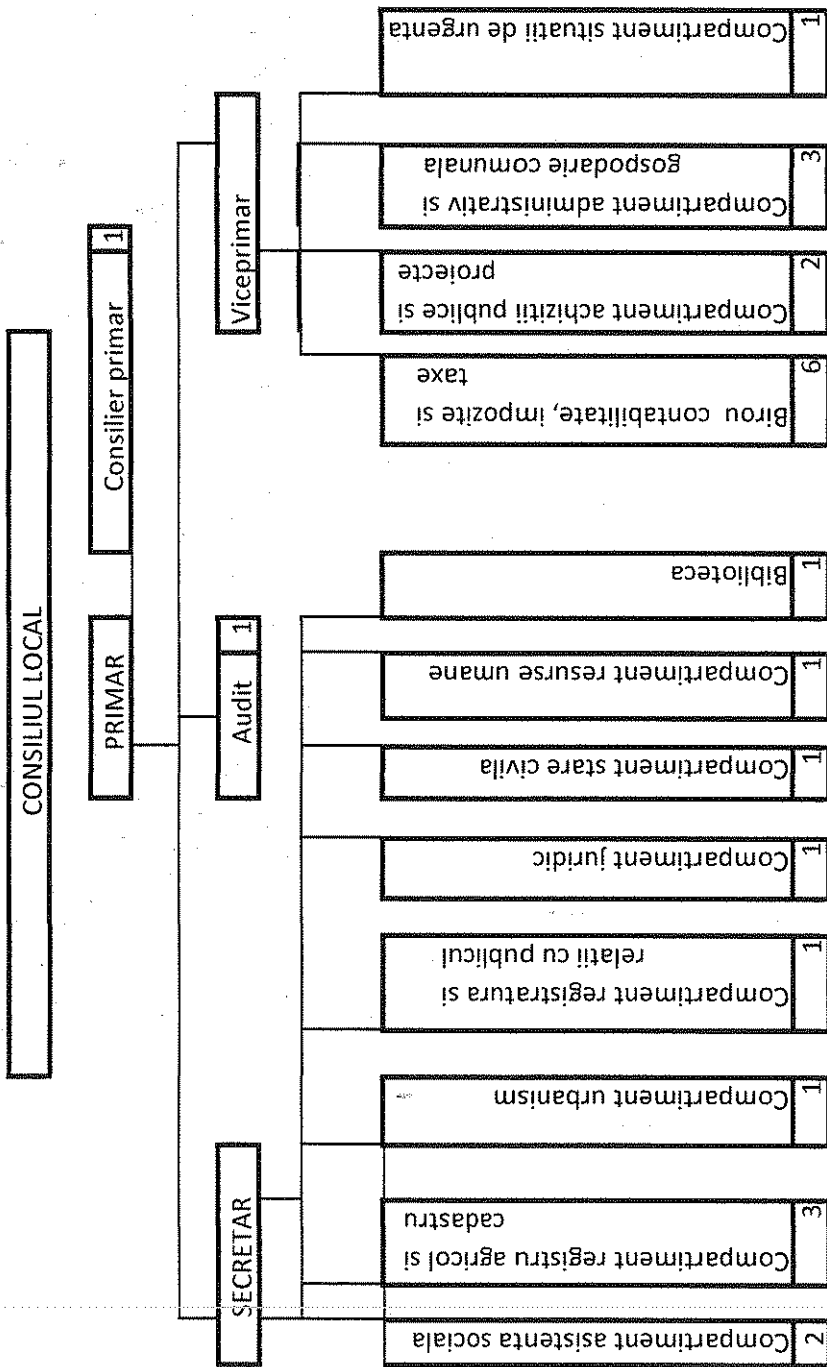 CONSILIUL LOCAL
PRIMAR
Consilier primar 1
SECRETAR
Audit 1
Viceprimar
Compartiment asistenta sociala
2
Compartiment registru agricol si
cadastru
3
Compartiment urbanism
1
Compartiment registratura si
relatii cu publicul
1
Compartiment juridic
1
Compartiment stare civila
1
Compartiment resurse umane
1
Biblioteca
1
Birou contabilitate, impozite si
taxe
6
Compartiment achizitii publice si
proiecte
2
Compartiment administrativ si
gospodarie comunala
3
Compartiment situatii de urgenta
1